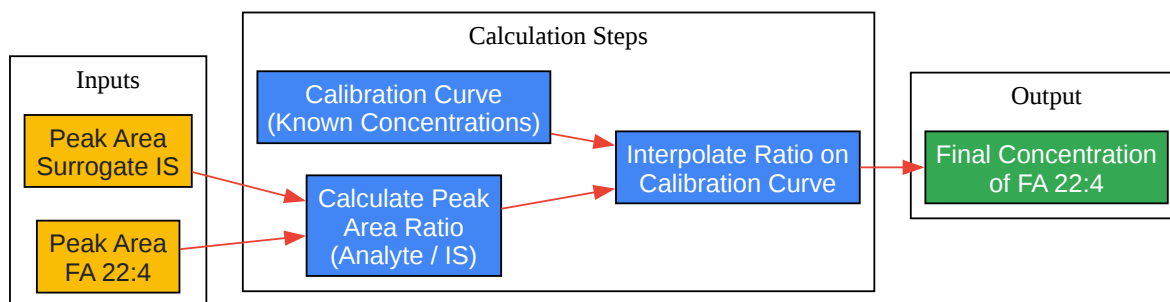 Inputs
Peak Area
Surrogate IS
Peak Area
FA 22:4
Calculation Steps
Calibration Curve
(Known Concentrations)
Calculate Peak
Area Ratio
(Analyte / IS)
Interpolate Ratio on
Calibration Curve
Output
Final Concentration
of FA 22:4